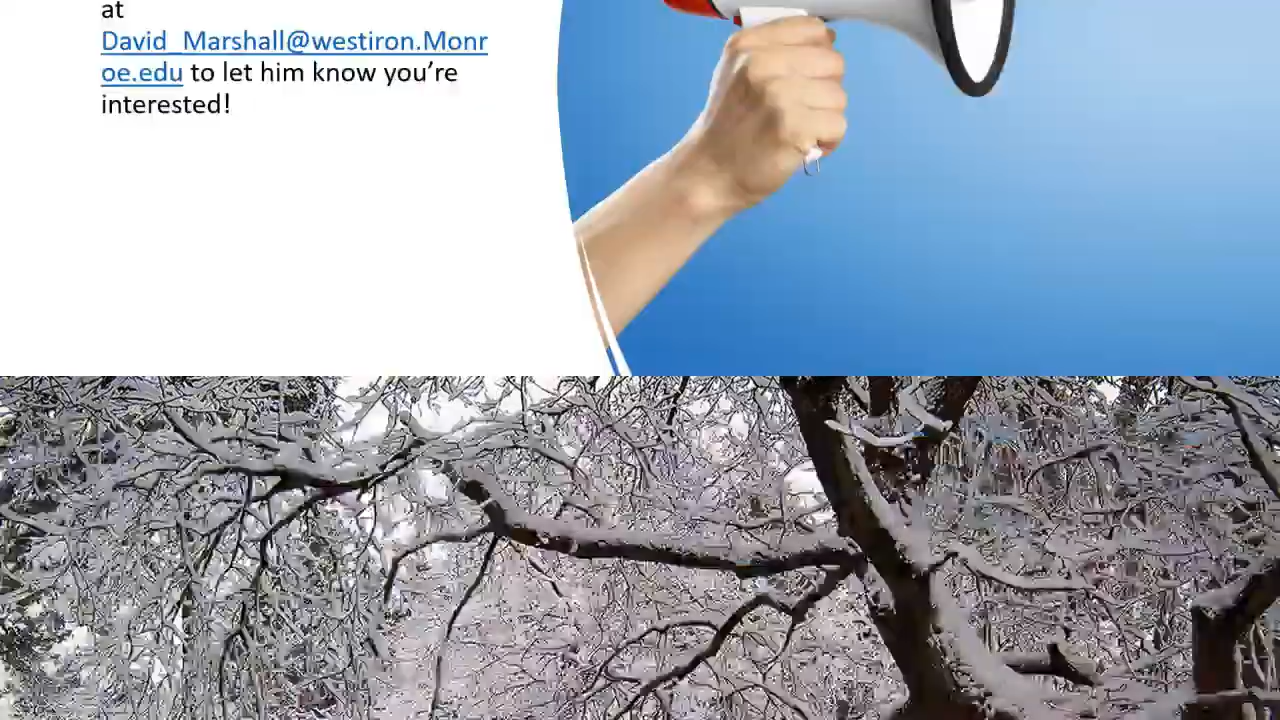 at
David_Marshall@westiron.Monr
oe.edu to let him know you’re
interested!